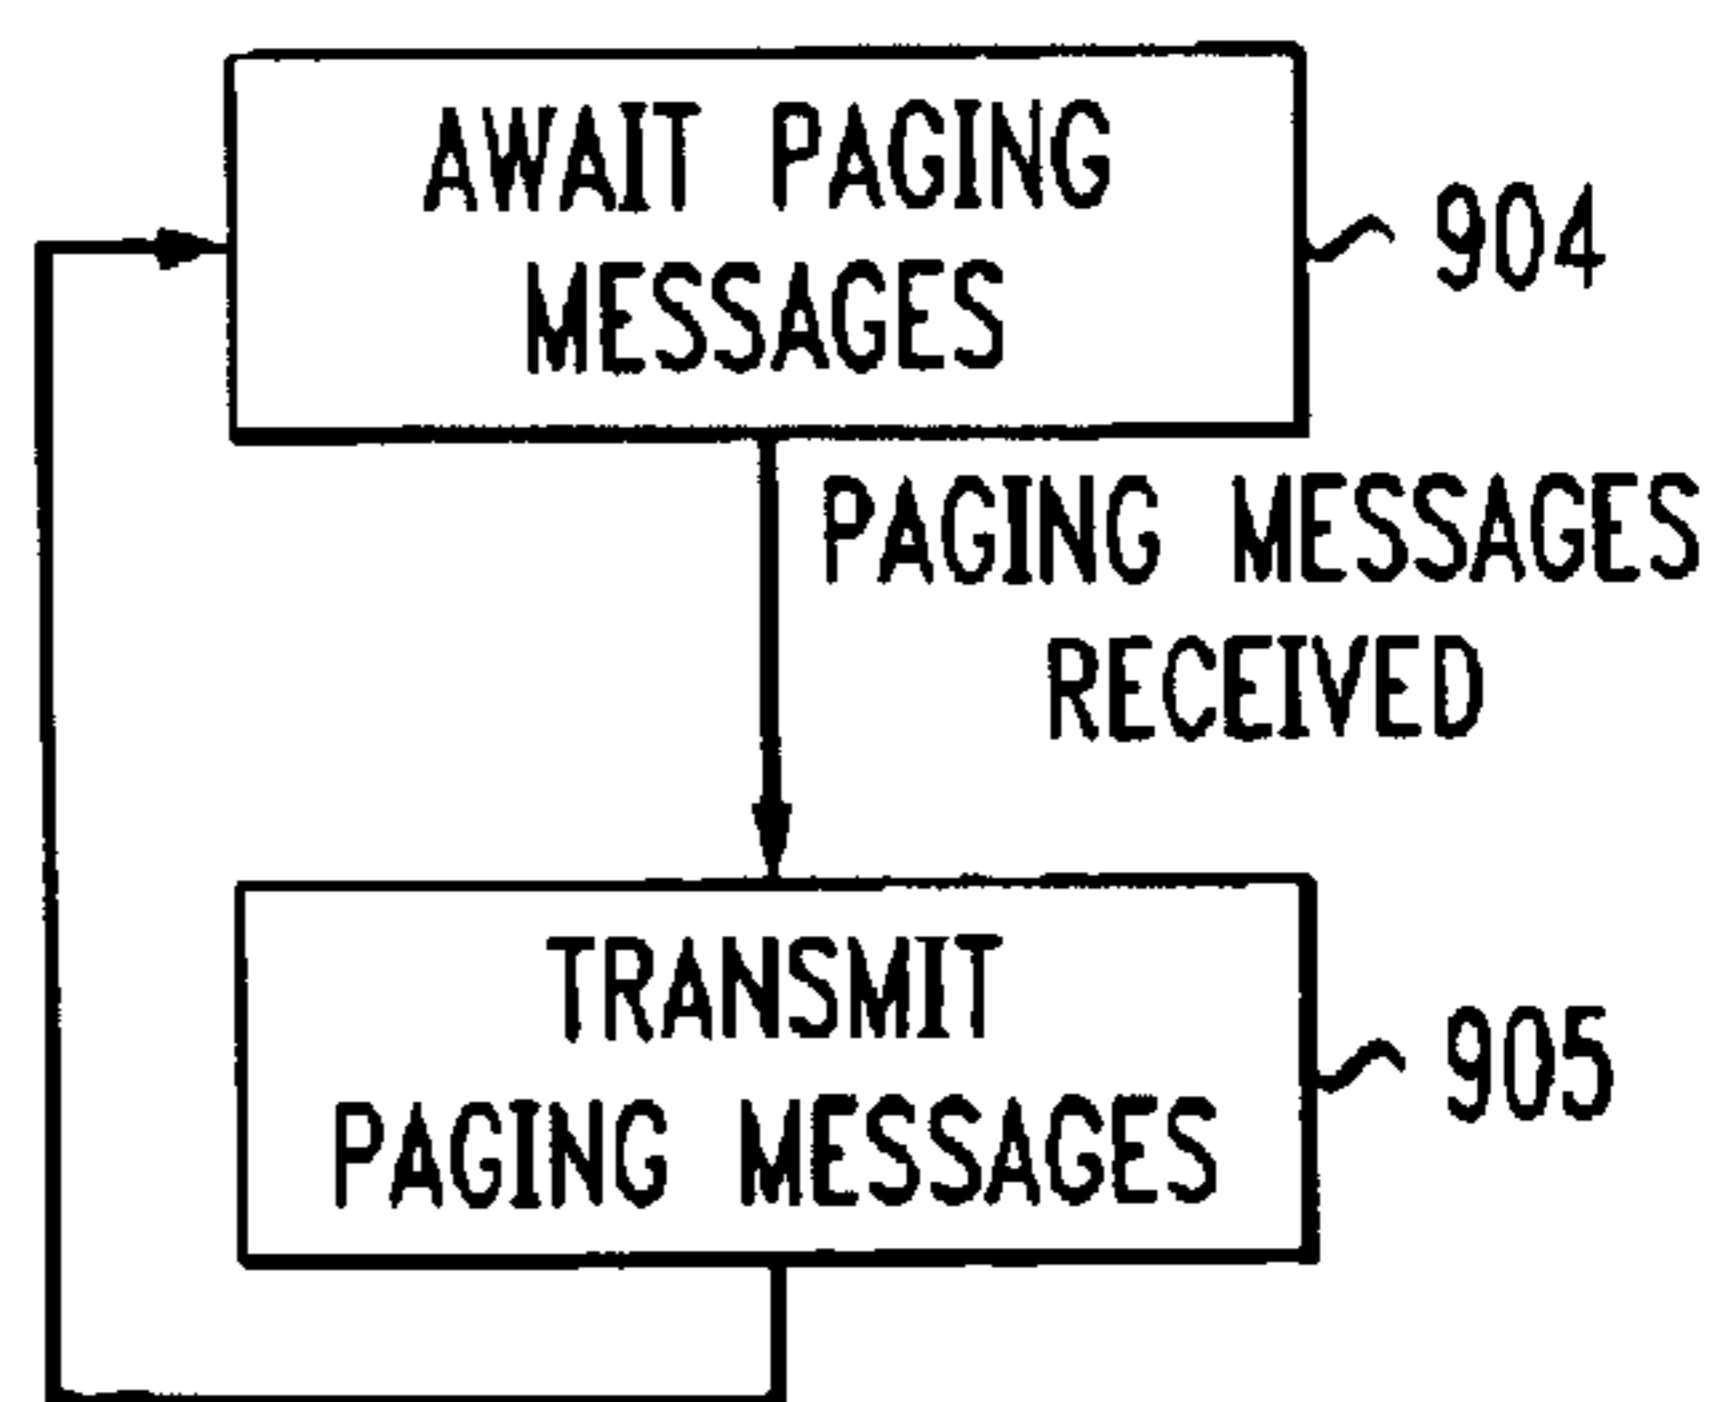 AWAIT PAGING
MESSAGES
904
PAGING MESSAGES
RECEIVED
TRANSMIT
PAGING MESSAGES
905